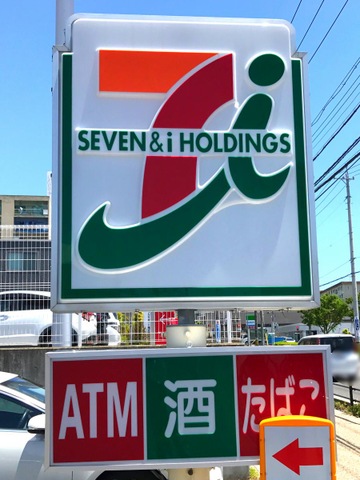 SEVEN&i HOLDINGS
ATM 酒 たばこ